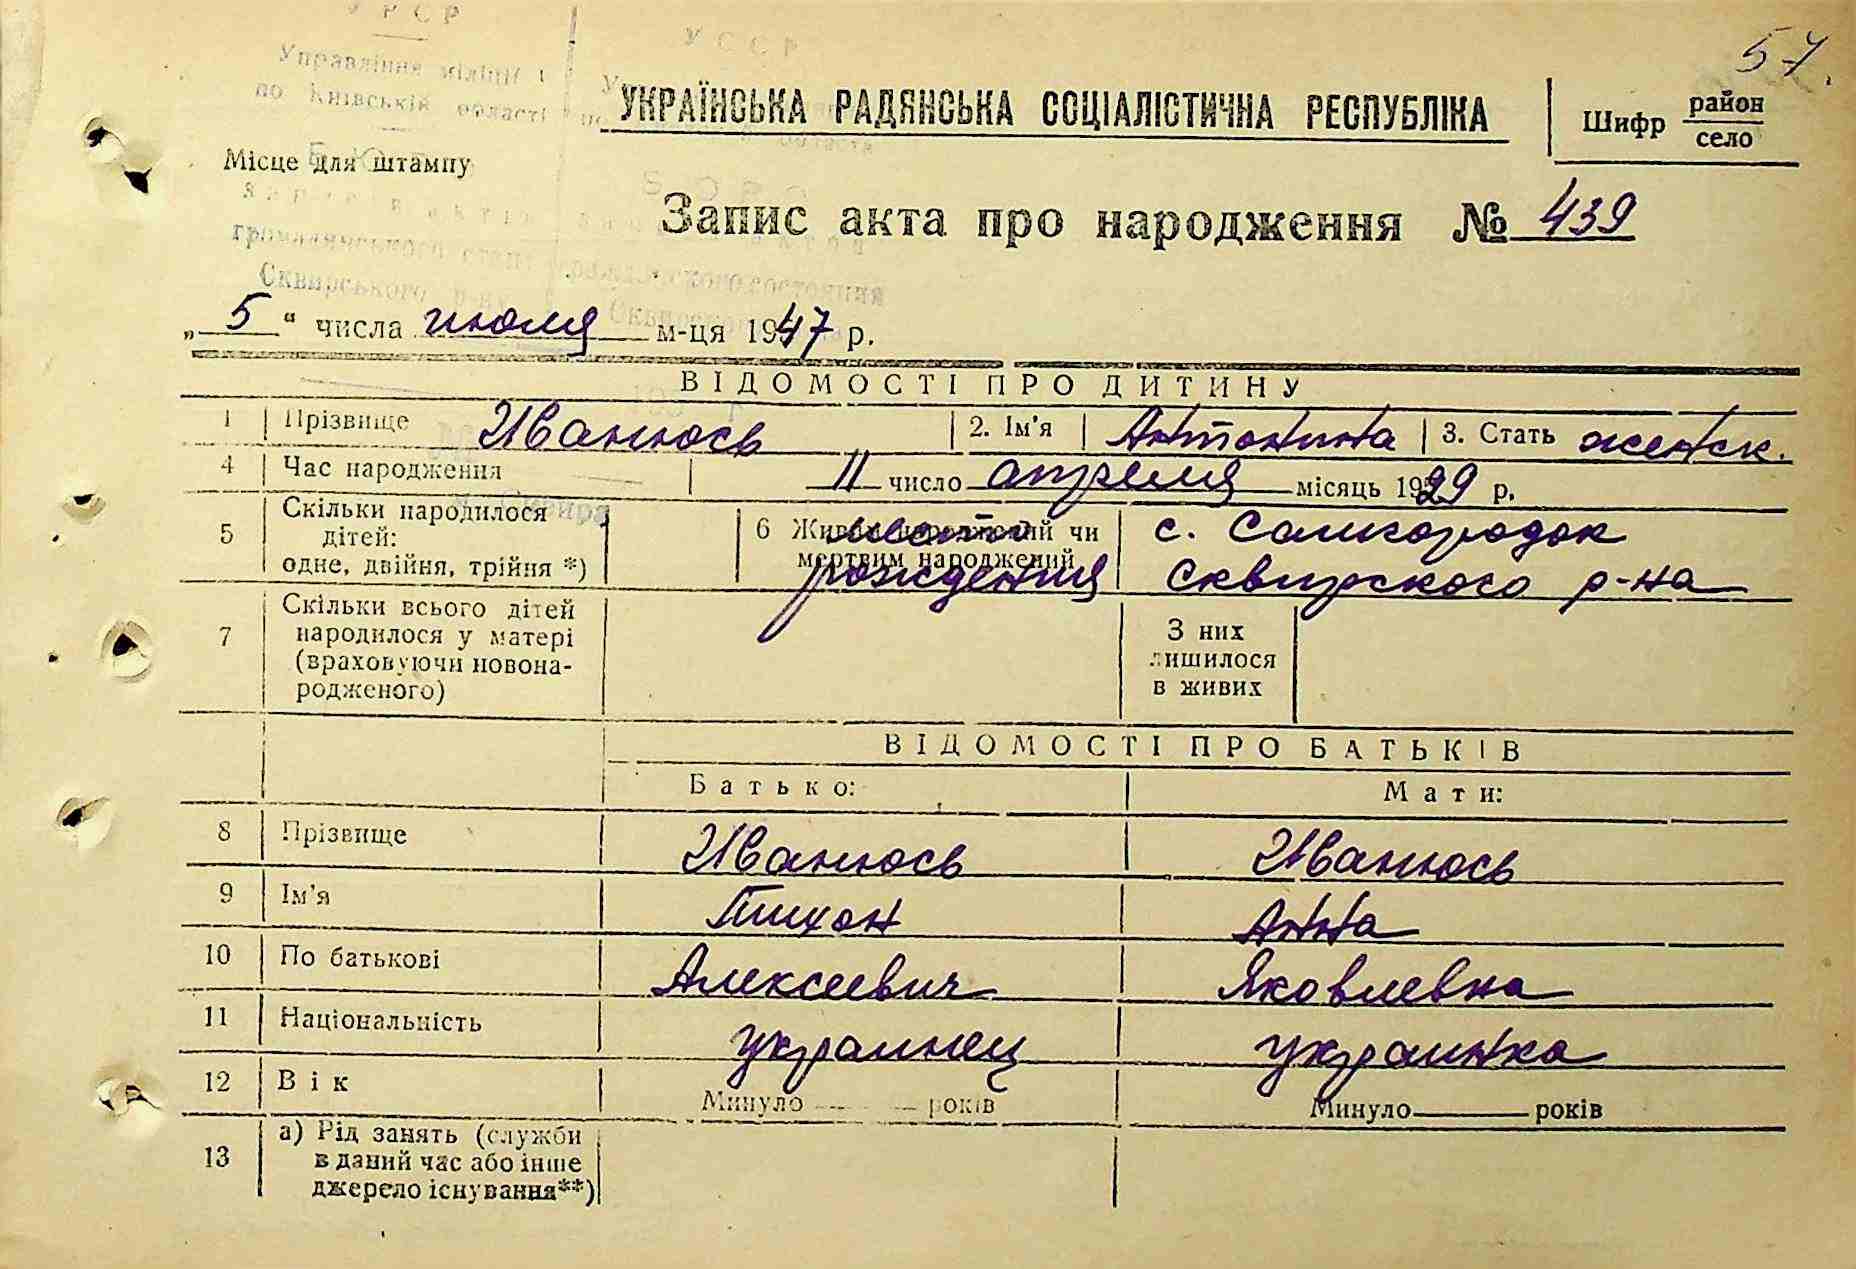 57.
УРСР
УССР
Управління міліції
по Київській області
УКРАЇНСЬКА РАДЯНСЬКА СОЦІАЛІСТИЧНА РЕСПУБЛІКА
Шифр район
село
Місце для штампу
Запис акта про народження № 439
громадянського
Сквирського р-ну
„ 5 “ числа июля м-ця 1947 р.
ВІДОМОСТІ ПРО ДИТИНУ
1 Прізвище Иванюсь 2. Ім'я Антонина 3. Стать женск.
4 Час народження 11 число апреля місяць 1929 р.
5 Скільки народилося
дітей:
одне, двійня, трійня *)
6 Живим народжений чи
мертвим народжений
место
рождения
с. Самгородок
Сквирского р-на
7 Скільки всього дітей
народилося у матері
(враховуючи новона-
родженого)
З них
лишилося
в живих
ВІДОМОСТІ ПРО БАТЬКІВ
Батько: Мати:
8 Прізвище Иванюсь Иванюсь
9 Ім'я Тихон Анна
10 По батькові Алексеевич Яковлевна
11 Національність украинец украинка
12 Вік Минуло — років Минуло — років
13 а) Рід занять (служби
в даний час або інше
джерело існування**)